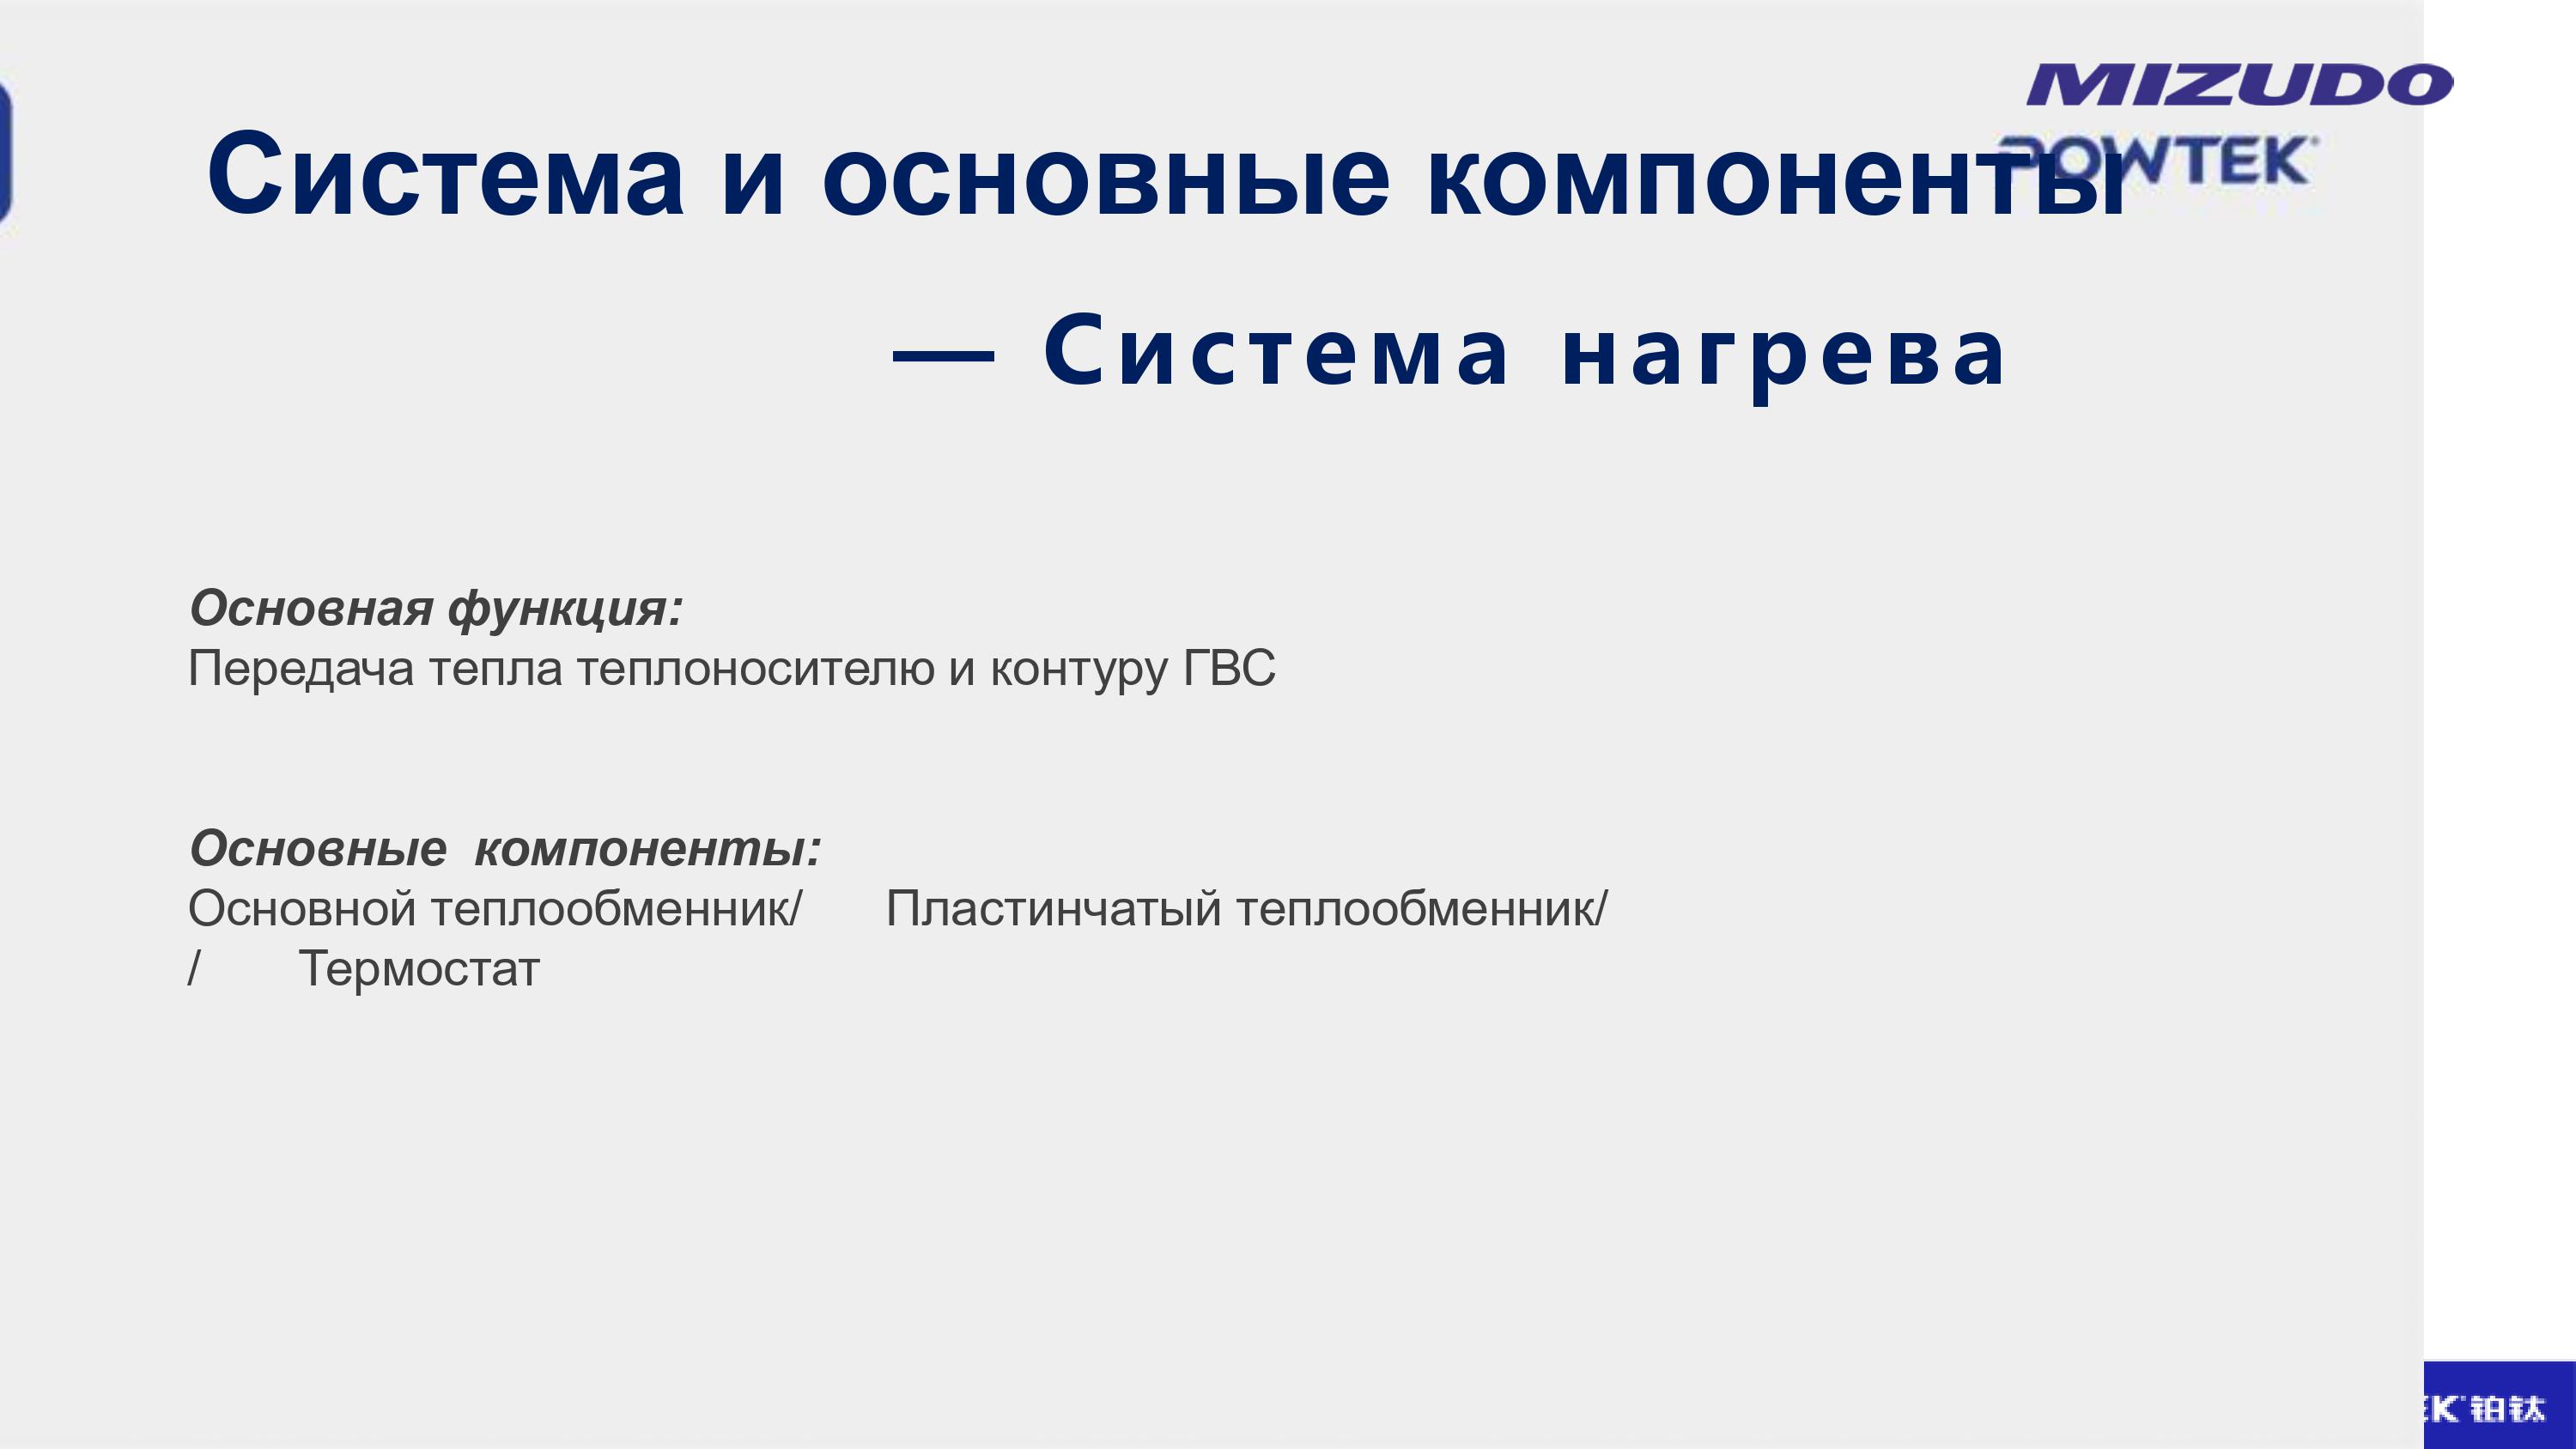 MIZUDO
POWTEK
Система и основные компоненты
— Система нагрева
Основная функция:
Передача тепла теплоносителю и контуру ГВС
Основные компоненты:
Основной теплообменник/ Пластинчатый теплообменник/
/ Термостат
EK 铂钛